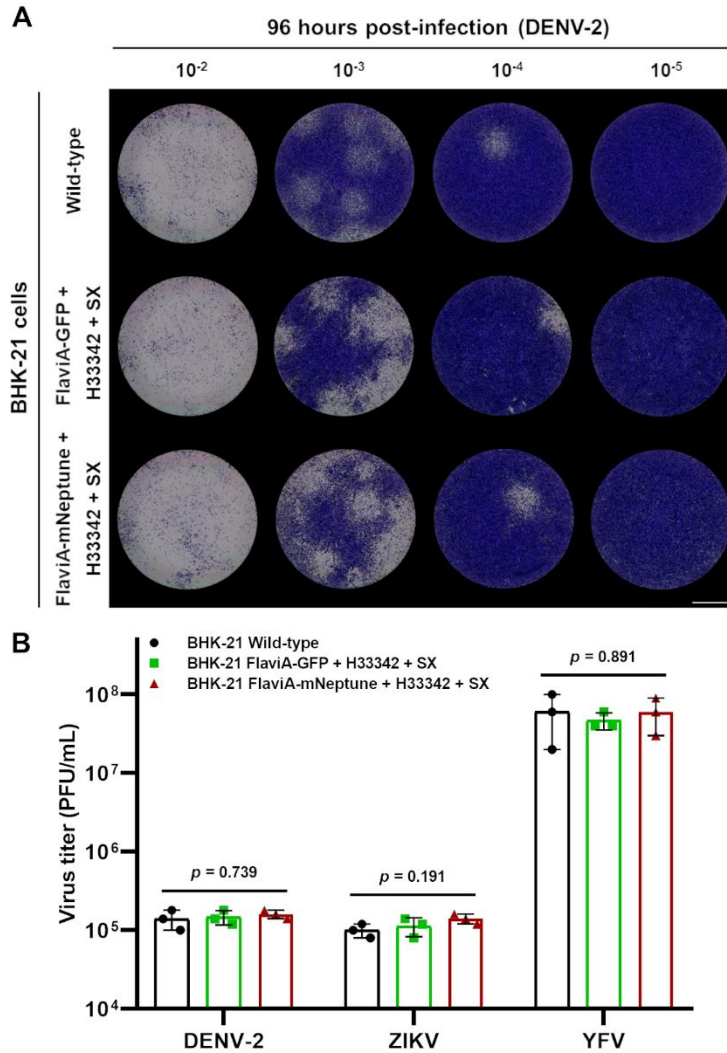 A
96 hours post-infection (DENV-2)
10⁻² 10⁻³ 10⁻⁴ 10⁻⁵
BHK-21 cells
Wild-type
FlaviA-GFP +
H33342 + SX
FlaviA-mNeptune +
H33342 + SX
B
BHK-21 Wild-type
BHK-21 FlaviA-GFP + H33342 + SX
BHK-21 FlaviA-mNeptune + H33342 + SX
p = 0.891
p = 0.739
p = 0.191
Virus titer (PFU/mL)
10⁸
10⁷
10⁶
10⁵
10⁴
DENV-2 ZIKV YFV